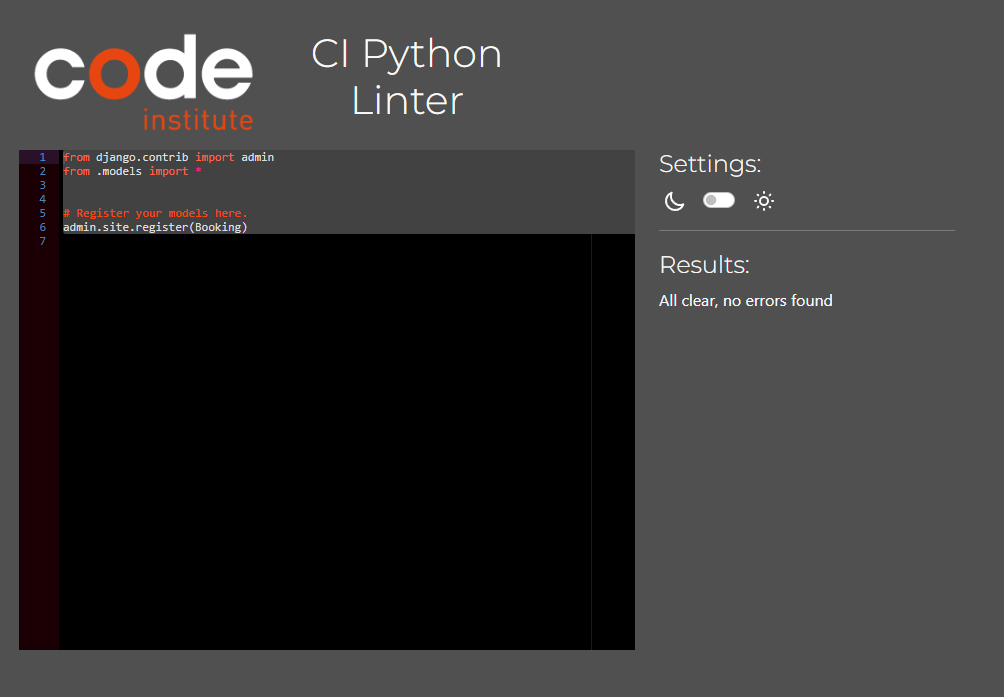 code
institute
CI Python
Linter
1 from django.contrib import admin
2 from .models import *
3
4
5 # Register your models here.
6 admin.site.register(Booking)
7
Settings:
Results:
All clear, no errors found